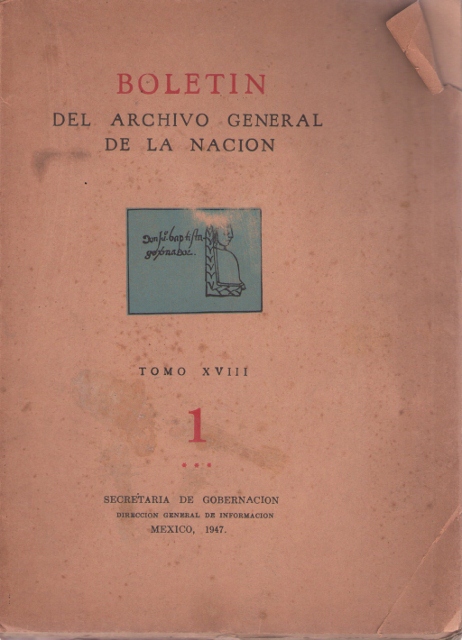 BOLETIN
DEL ARCHIVO GENERAL
DE LA NACION
TOMO XVIII
1
SECRETARIA DE GOBERNACION
DIRECCION GENERAL DE INFORMACION
MEXICO, 1947.